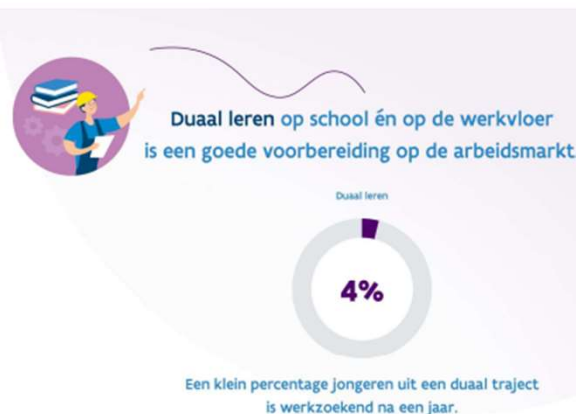 Duaal leren op school én op de werkvloer
is een goede voorbereiding op de arbeidsmarkt.
Duaal leren
4%
Een klein percentage jongeren uit een duaal traject
is werkzoekend na een jaar.